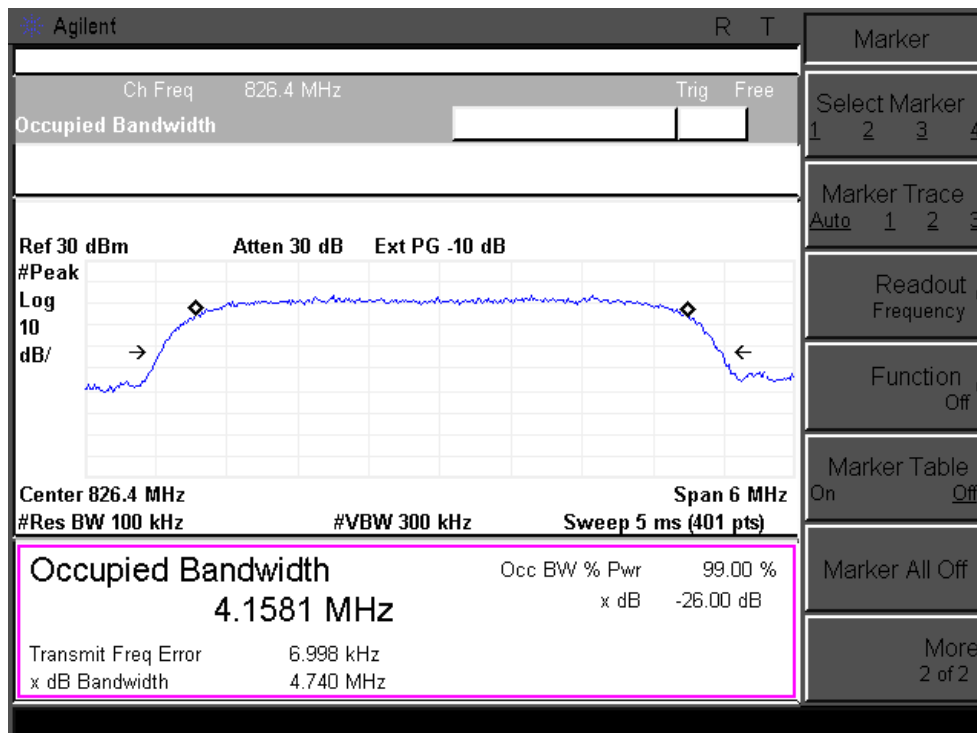 Agilent R T
Ch Freq 826.4 MHz Trig Free
Occupied Bandwidth
Ref 30 dBm Atten 30 dB Ext PG -10 dB
#Peak
Log
10
dB/
Center 826.4 MHz Span 6 MHz
#Res BW 100 kHz #VBW 300 kHz Sweep 5 ms (401 pts)
Occupied Bandwidth Occ BW % Pwr 99.00 %
4.1581 MHz x dB -26.00 dB
Transmit Freq Error 6.998 kHz
x dB Bandwidth 4.740 MHz
Marker
Select Marker
1 2 3 4
Marker Trace
Auto 1 2 3
Readout
Frequency
Function
Off
Marker Table
On Off
Marker All Off
More
2 of 2